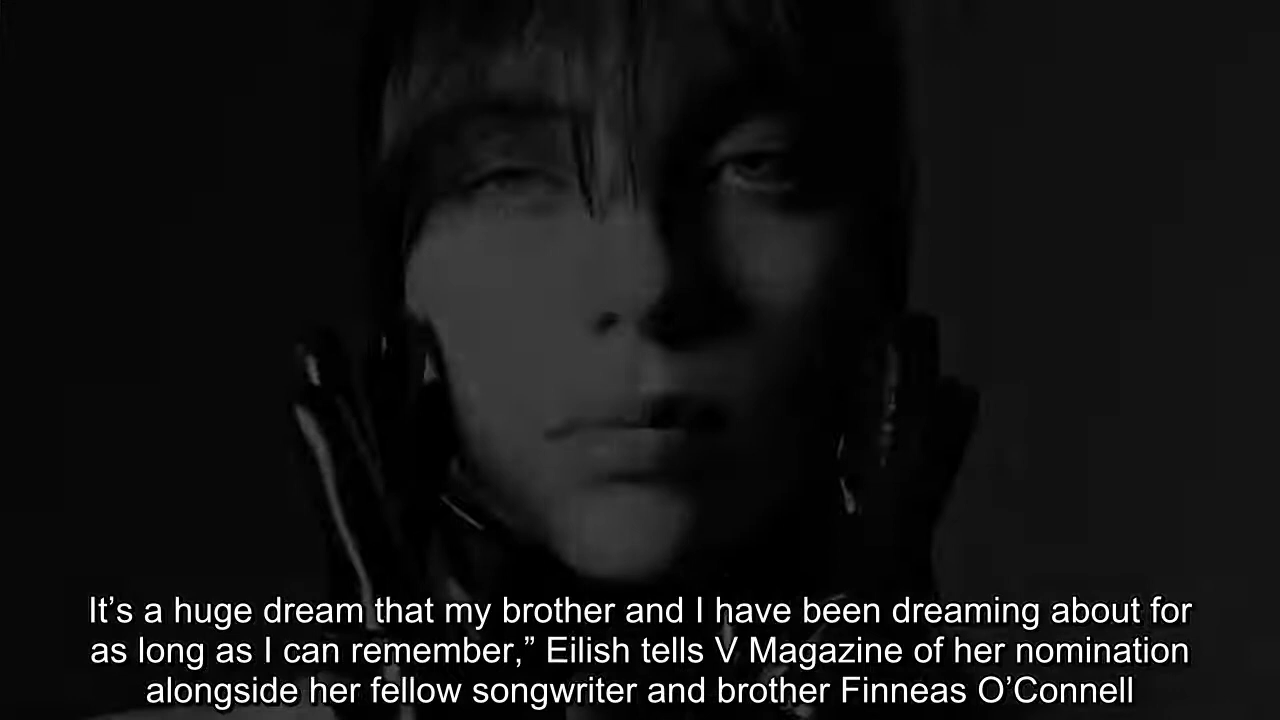 It’s a huge dream that my brother and I have been dreaming about for
as long as I can remember,” Eilish tells V Magazine of her nomination
alongside her fellow songwriter and brother Finneas O’Connell